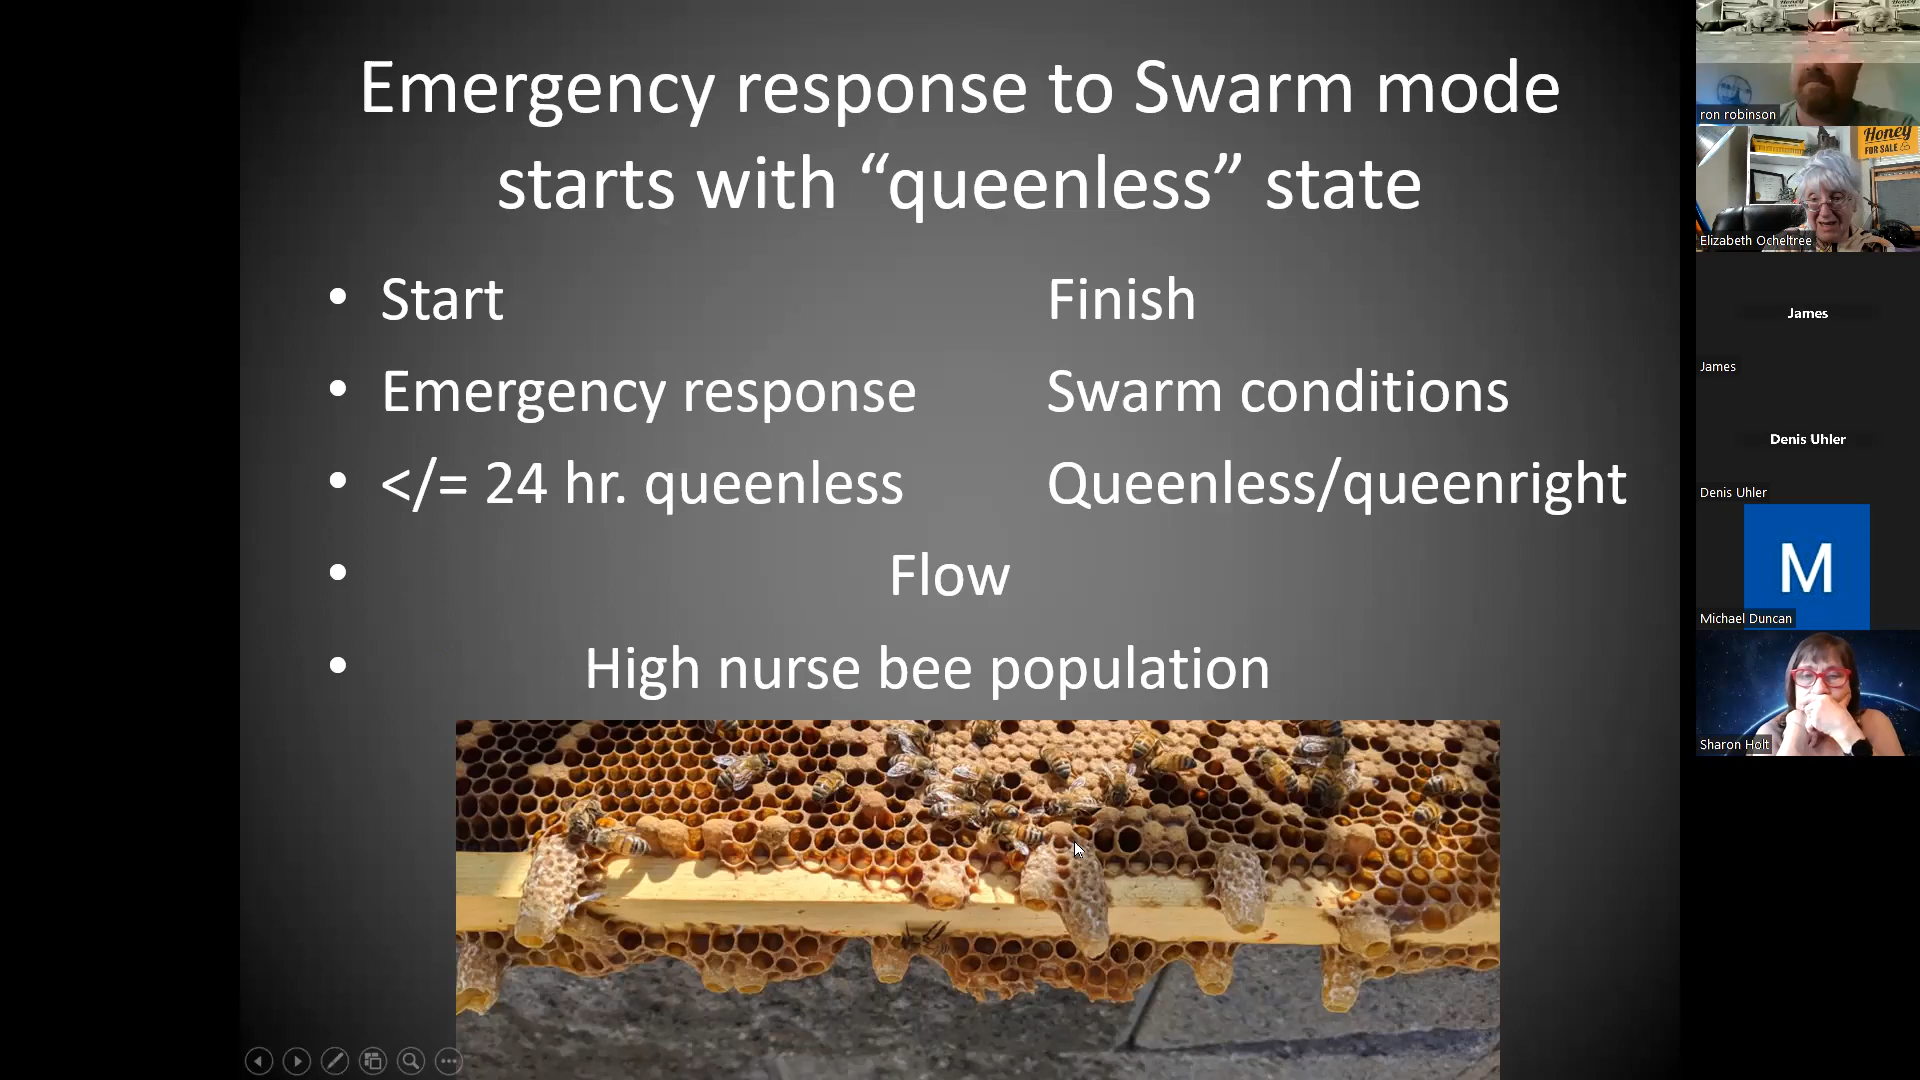 Emergency response to Swarm mode
starts with “queenless” state
• Start Finish
• Emergency response Swarm conditions
• </= 24 hr. queenless Queenless/queenright
• Flow
• High nurse bee population
Honey
ron robinson
Honey
FOR SALE
Elizabeth Ocheltree
James
James
Denis Uhler
Denis Uhler
M
Michael Duncan
Sharon Holt